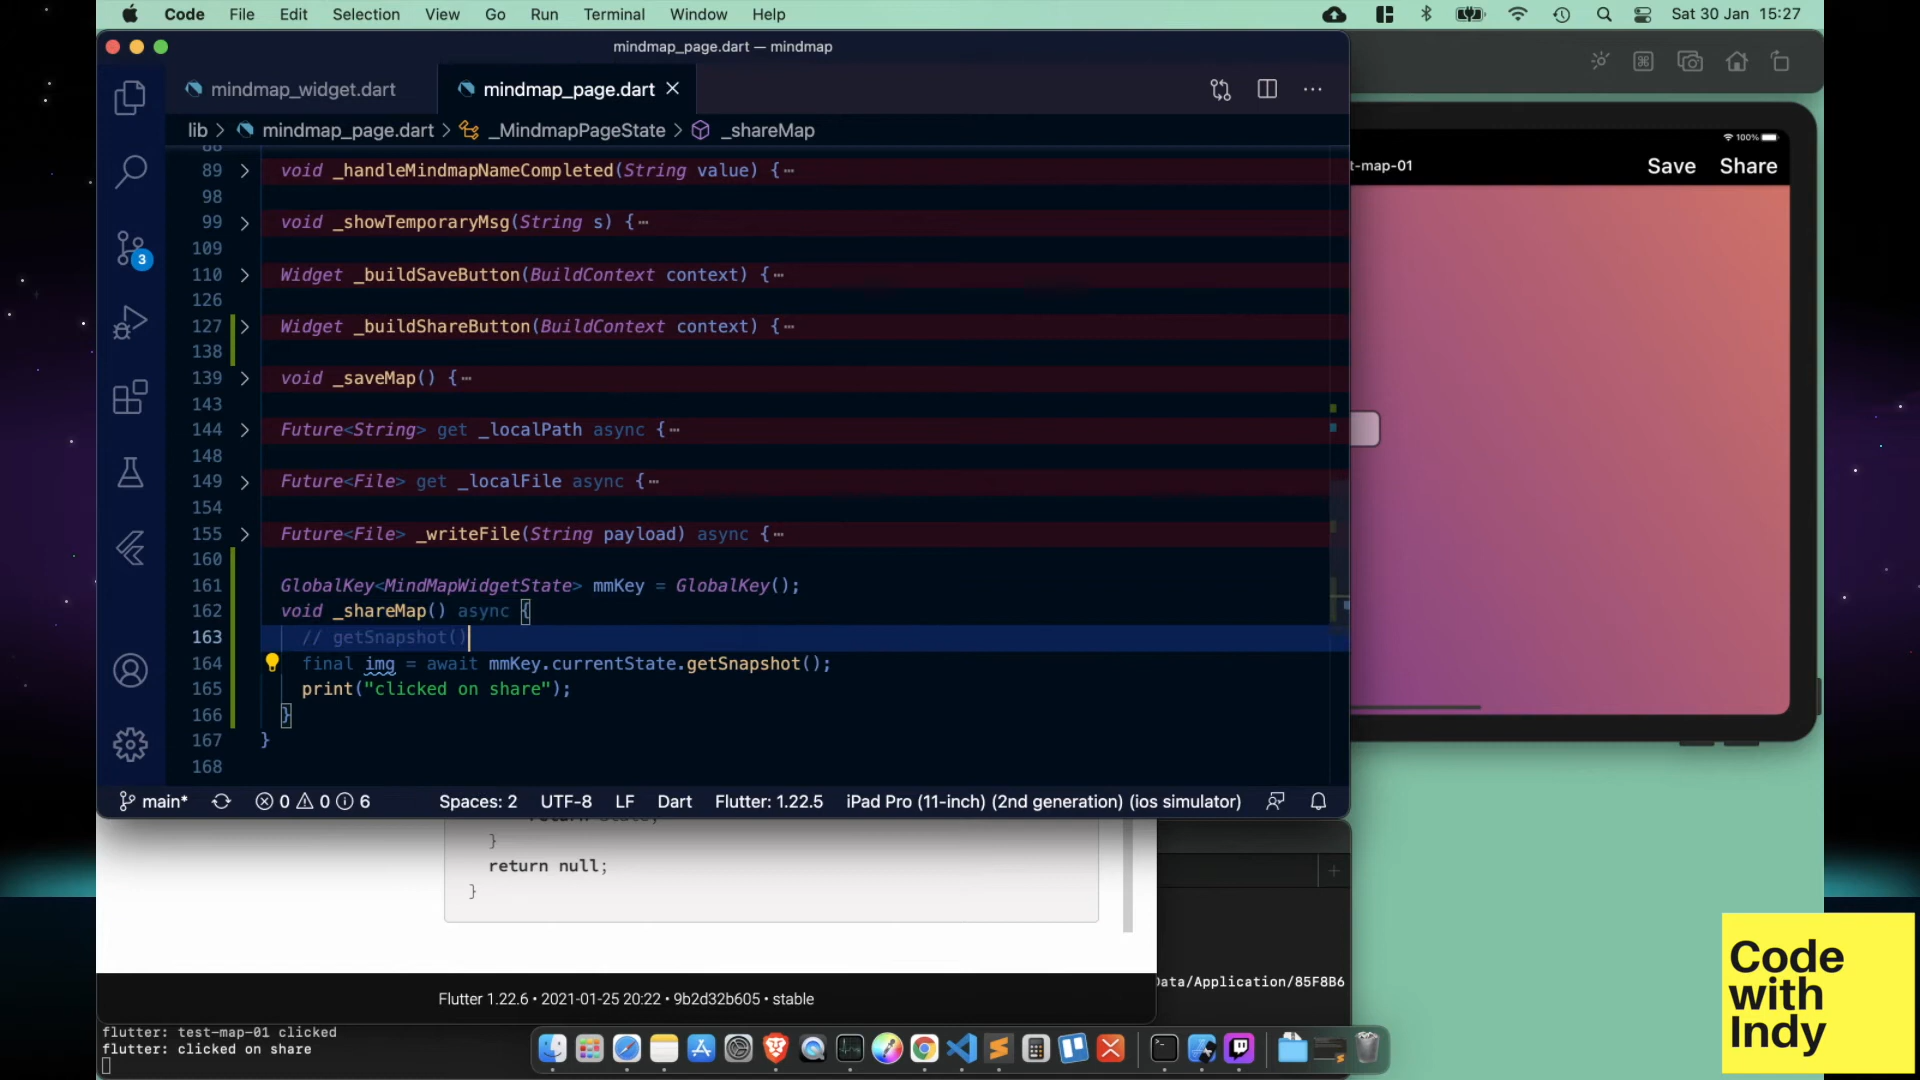 Code File Edit Selection View Go Run Terminal Window Help Sat 30 Jan 15:27
mindmap_page.dart — mindmap
mindmap_widget.dart mindmap_page.dart
lib > mindmap_page.dart > _MindmapPageState > _shareMap
88
89 void _handleMindmapNameCompleted(String value) {…
98
99 void _showTemporaryMsg(String s) {…
109
110 Widget _buildSaveButton(BuildContext context) {…
126
127 Widget _buildShareButton(BuildContext context) {…
138
139 void _saveMap() {…
143
144 Future<String> get _localPath async {…
148
149 Future<File> get _localFile async {…
154
155 Future<File> _writeFile(String payload) async {…
160
161 GlobalKey<MindMapWidgetState> mmKey = GlobalKey();
162 void _shareMap() async {
163 // getSnapshot()
164 final img = await mmKey.currentState.getSnapshot();
165 print("clicked on share");
166 }
167 }
168
3
main* 0 0 6 Spaces: 2 UTF-8 LF Dart Flutter: 1.22.5 iPad Pro (11-inch) (2nd generation) (ios simulator)
100%
t-map-01 Save Share
}
return null;
}
Data/Application/85F8B6
Flutter 1.22.6 • 2021-01-25 20:22 • 9b2d32b605 • stable
flutter: test-map-01 clicked
flutter: clicked on share
Code
with
Indy